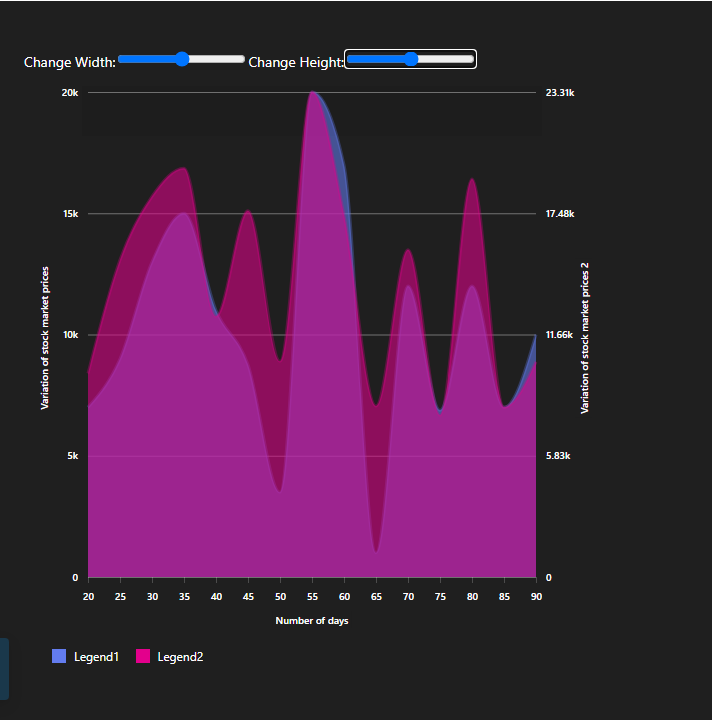 Change Width: Change Height:
20k 23.31k
15k 17.48k
10k 11.66k
5k 5.83k
0 0
Variation of stock market prices
Variation of stock market prices 2
20 25 30 35 40 45 50 55 60 65 70 75 80 85 90
Number of days
Legend1 Legend2